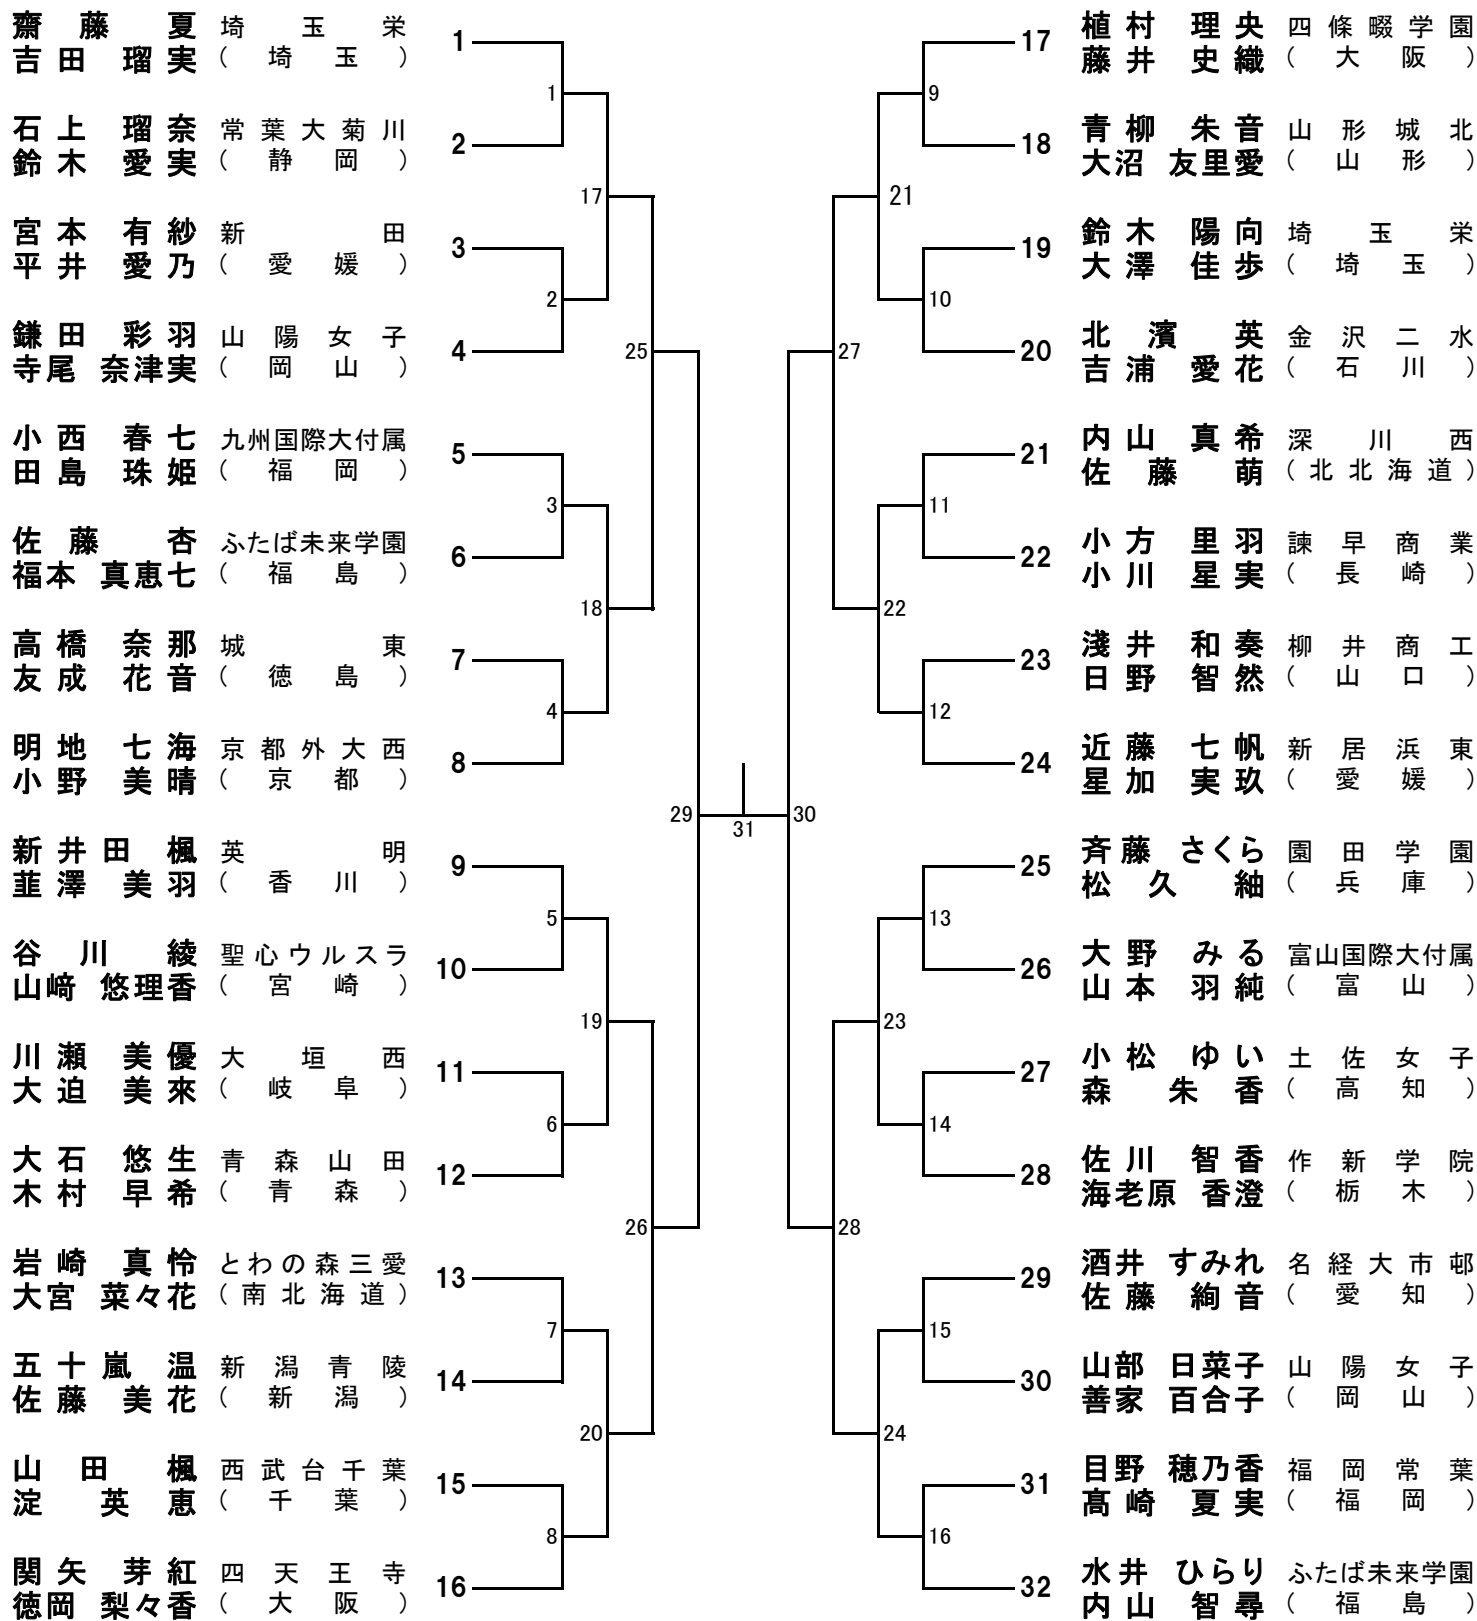 齋藤 夏 埼玉栄
吉田 瑠実 (埼玉)
1
石上 瑠奈 常葉大菊川
鈴木 愛実 (静岡)
2
宮本 有紗 新田
平井 愛乃 (愛媛)
3
鎌田 彩羽 山陽女子
寺尾 奈津実 (岡山)
4
小西 春七 九州国際大付属
田島 珠姫 (福岡)
5
佐藤 杏 ふたば未来学園
福本 真恵七 (福島)
6
高橋 奈那 城東
友成 花音 (徳島)
7
明地 七海 京都外大西
小野 美晴 (京都)
8
新井田 楓 英明
韮澤 美羽 (香川)
9
谷川 綾 聖心ウルスラ
山﨑 悠理香 (宮崎)
10
川瀬 美優 大垣西
大迫 美來 (岐阜)
11
大石 悠生 青森山田
木村 早希 (青森)
12
岩崎 真怜 とわの森三愛
大宮 菜々花 (南北海道)
13
五十嵐 温 新潟青陵
佐藤 美花 (新潟)
14
山田 楓 西武台千葉
淀 英恵 (千葉)
15
関矢 芽紅 四天王寺
徳岡 梨々香 (大阪)
16
1
2
3
4
5
6
7
8
17
18
19
20
25
26
29
31
30
27
28
21
22
23
24
9
10
11
12
13
14
15
16
17
植村 理央 四條畷学園
藤井 史織 (大阪)
18
青柳 朱音 山形城北
大沼 友里愛 (山形)
19
鈴木 陽向 埼玉栄
大澤 佳歩 (埼玉)
20
北濱 英 金沢二水
吉浦 愛花 (石川)
21
内山 真希 深川西
佐藤 萌 (北北海道)
22
小方 里羽 諫早商業
小川 星実 (長崎)
23
淺井 和奏 柳井商工
日野 智然 (山口)
24
近藤 七帆 新居浜東
星加 実玖 (愛媛)
25
斉藤 さくら 園田学園
松久 紬 (兵庫)
26
大野 みる 富山国際大付属
山本 羽純 (富山)
27
小松 ゆい 土佐女子
森 朱香 (高知)
28
佐川 智香 作新学院
海老原 香澄 (栃木)
29
酒井 すみれ 名経大市邨
佐藤 絢音 (愛知)
30
山部 日菜子 山陽女子
善家 百合子 (岡山)
31
目野 穂乃香 福岡常葉
髙崎 夏実 (福岡)
32
水井 ひらり ふたば未来学園
内山 智尋 (福島)